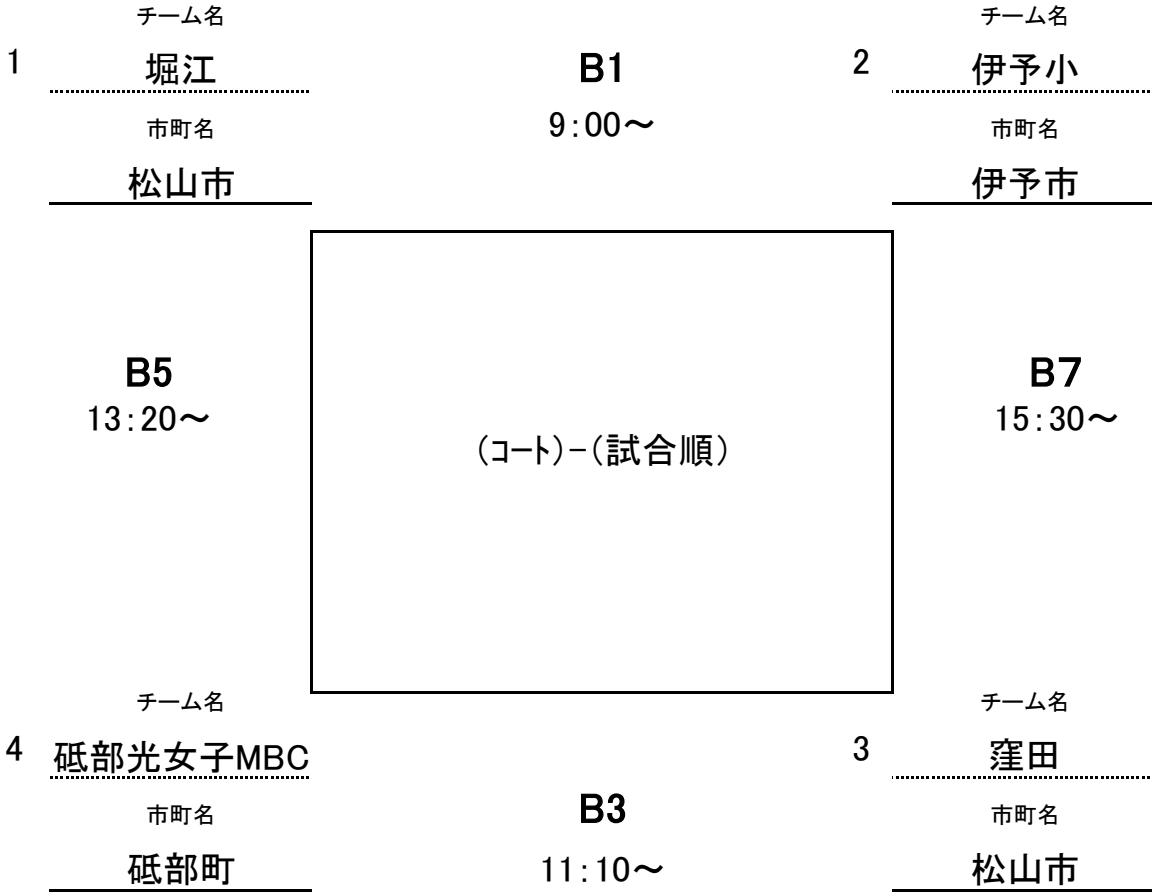 チーム名
チーム名
1
堀江
B1
2
伊予小
市町名
9:00～
市町名
松山市
伊予市
B5
B7
13:20～
15:30～
(コート)-(試合順)
チーム名
チーム名
4
砥部光女子MBC
3
窪田
市町名
B3
市町名
砥部町
11:10～
松山市